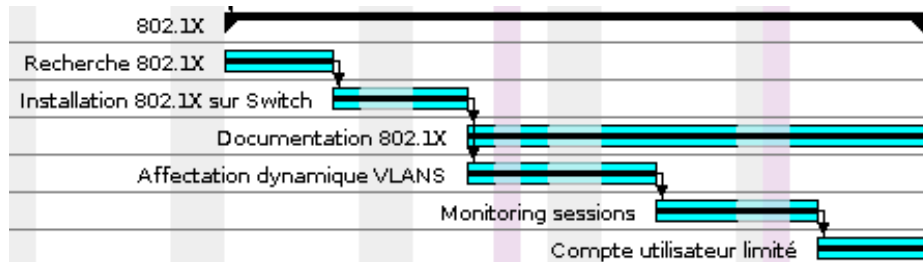 802.1X
Recherche 802.1X
Installation 802.1X sur Switch
Documentation 802.1X
Affectation dynamique VLANS
Monitoring sessions
Compte utilisateur limité